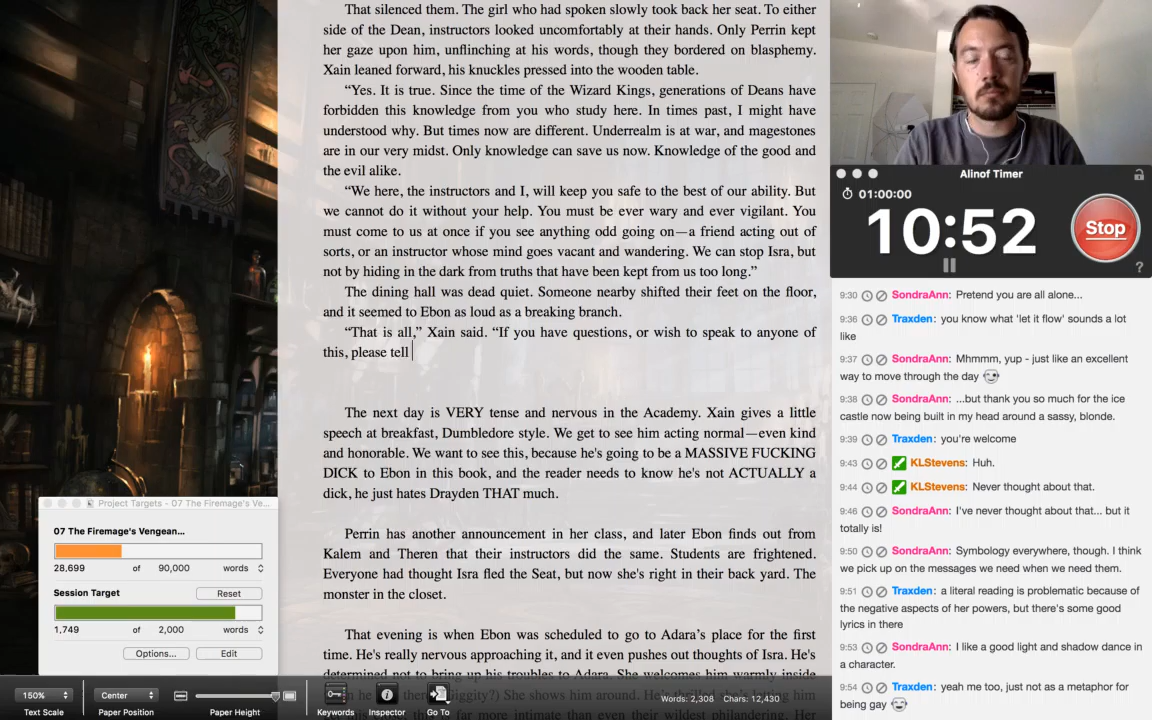 That silenced them. The girl who had spoken slowly took back her seat. To either
side of the Dean, instructors looked uncomfortably at their hands. Only Perrin kept
her gaze upon him, unflinching at his words, though they bordered on blasphemy.
Xain leaned forward, his knuckles pressed into the wooden table.
“Yes. It is true. Since the time of the Wizard Kings, generations of Deans have
forbidden this knowledge from you who study here. In times past, I might have
understood why. But times now are different. Underrealm is at war, and magestones
are in our very midst. Only knowledge can save us now. Knowledge of the good and
the evil alike.
“We here, the instructors and I, will keep you safe to the best of our ability. But
we cannot do it without your help. You must be ever wary and ever vigilant. You
must come to us at once if you see anything odd going on—a friend acting out of
sorts, or an instructor whose mind goes vacant and wandering. We can stop Isra, but
not by hiding in the dark from truths that have been kept from us too long.”
The dining hall was dead quiet. Someone nearby shifted their feet on the floor,
and it seemed to Ebon as loud as a breaking branch.
“That is all,” Xain said. “If you have questions, or wish to speak to anyone of
this, please tell
The next day is VERY tense and nervous in the Academy. Xain gives a little
speech at breakfast, Dumbledore style. We get to see him acting normal—even kind
and honorable. We want to see this, because he's going to be a MASSIVE FUCKING
DICK to Ebon in this book, and the reader needs to know he's not ACTUALLY a
dick, he just hates Drayden THAT much.
Perrin has another announcement in her class, and later Ebon finds out from
Kalem and Theren that their instructors did the same. Students are frightened.
Everyone had thought Isra fled the Seat, but now she's right in their back yard. The
monster in the closet.
That evening is when Ebon was scheduled to go to Adara’s place for the first
time. He's really nervous approaching it, and it even pushes out thoughts of Isra. He's
determined not to bring up his troubles to Adara. She welcomes him warmly inside
She shows him around. He's thrilled she's letting him
far more intimate than even their wildest philandering. Her
Project Targets - 07 The Firemage's Ve...
07 The Firemage's Vengean...
28,699 of 90,000 words
Session Target Reset
1,749 of 2,000 words
Options... Edit
150% Center
Text Scale Paper Position Paper Height Keywords Inspector Go To
Words: 2,308 Chars: 12,430
Alinof Timer
01:00:00
10:52
Stop
?
9:30 SondraAnn: Pretend you are all alone...
9:36 Traxden: you know what 'let it flow' sounds a lot
like
9:37 SondraAnn: Mhmmm, yup - just like an excellent
way to move through the day
9:38 SondraAnn: ...but thank you so much for the ice
castle now being built in my head around a sassy, blonde.
9:39 Traxden: you're welcome
9:43 KLStevens: Huh.
9:44 KLStevens: Never thought about that.
9:46 SondraAnn: I've never thought about that... but it
totally is!
9:50 SondraAnn: Symbology everywhere, though. I think
we pick up on the messages we need when we need them.
9:51 Traxden: a literal reading is problematic because of
the negative aspects of her powers, but there's some good
lyrics in there
9:53 SondraAnn: I like a good light and shadow dance in
a character.
9:54 Traxden: yeah me too, just not as a metaphor for
being gay